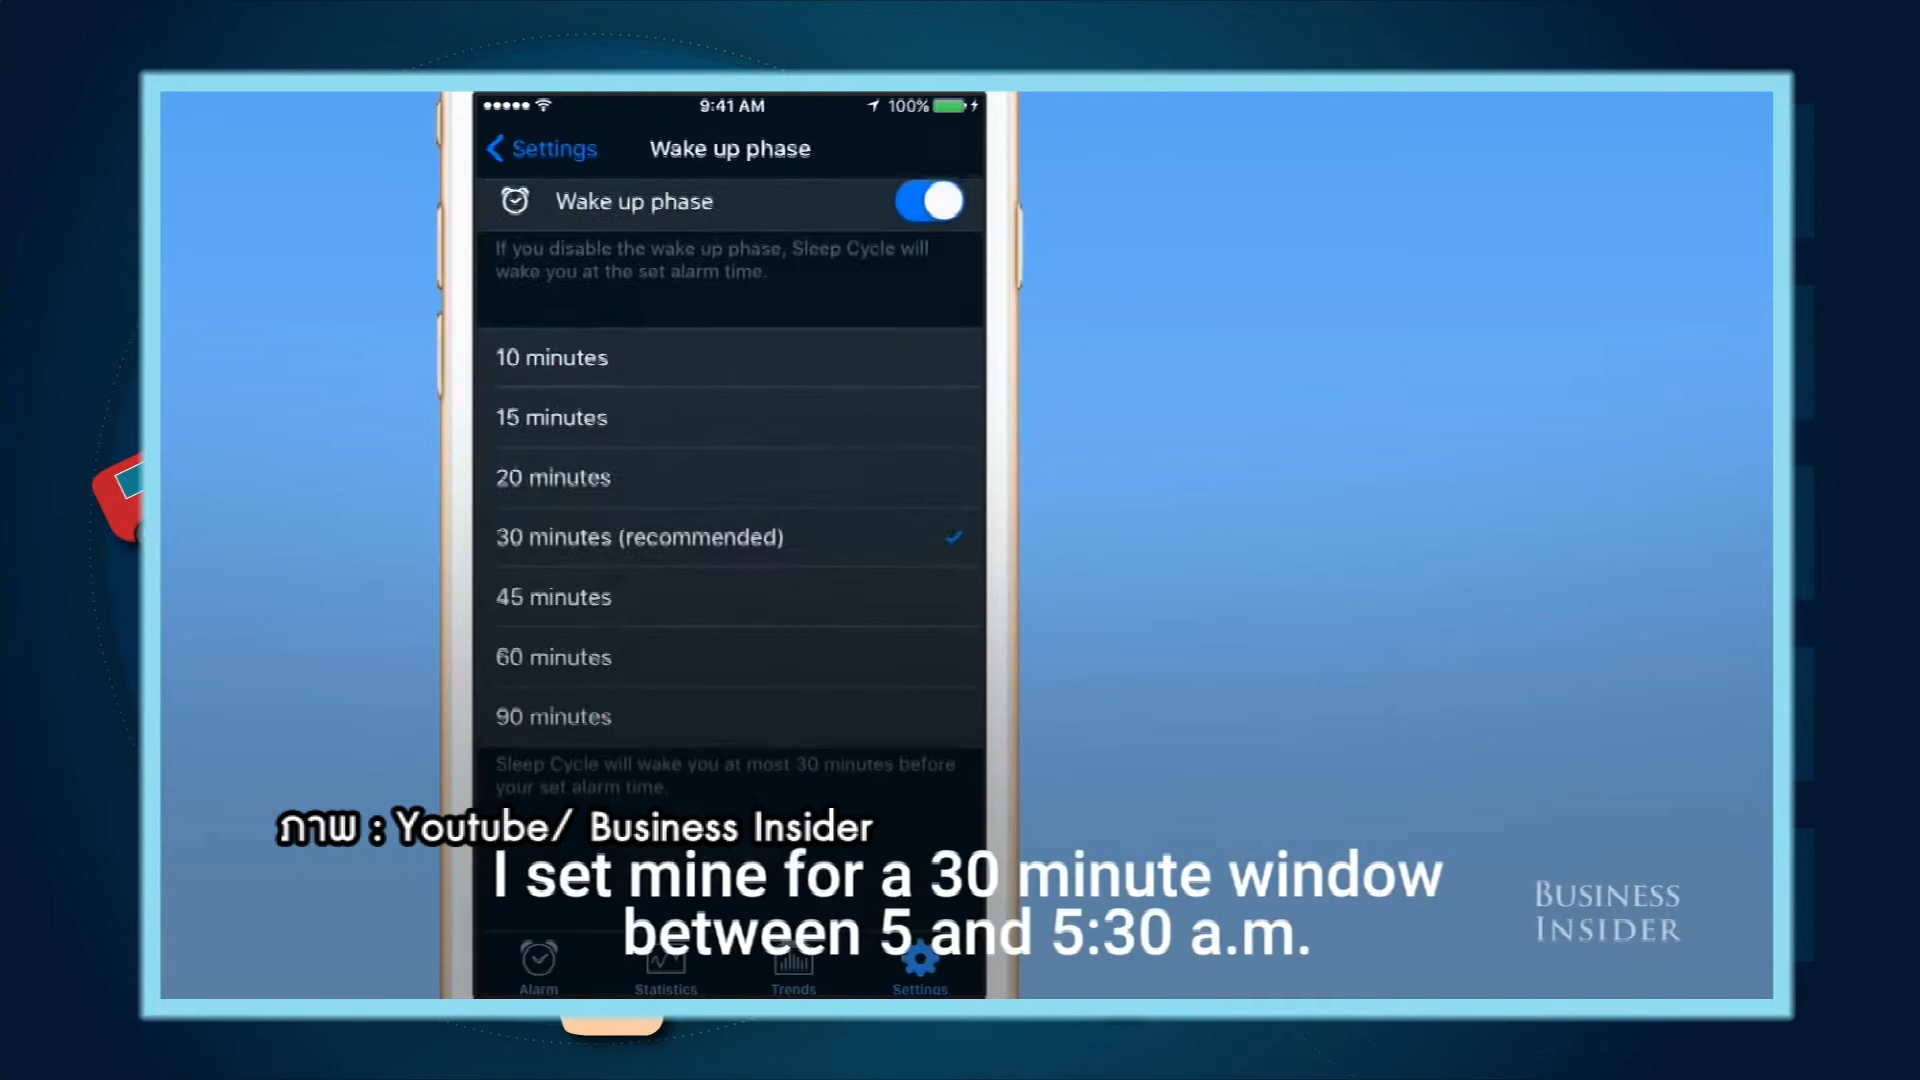 9:41 AM
100%
Settings
Wake up phase
Wake up phase
If you disable the wake up phase, Sleep Cycle will
wake you at the set alarm time.
10 minutes
15 minutes
20 minutes
30 minutes (recommended)
45 minutes
60 minutes
90 minutes
Sleep Cycle will wake you at most 30 minutes before
your set alarm time.
ภาพ : Youtube/ Business Insider
I set mine for a 30 minute window
between 5 and 5:30 a.m.
BUSINESS
INSIDER
Alarm
Statistics
Trends
Settings